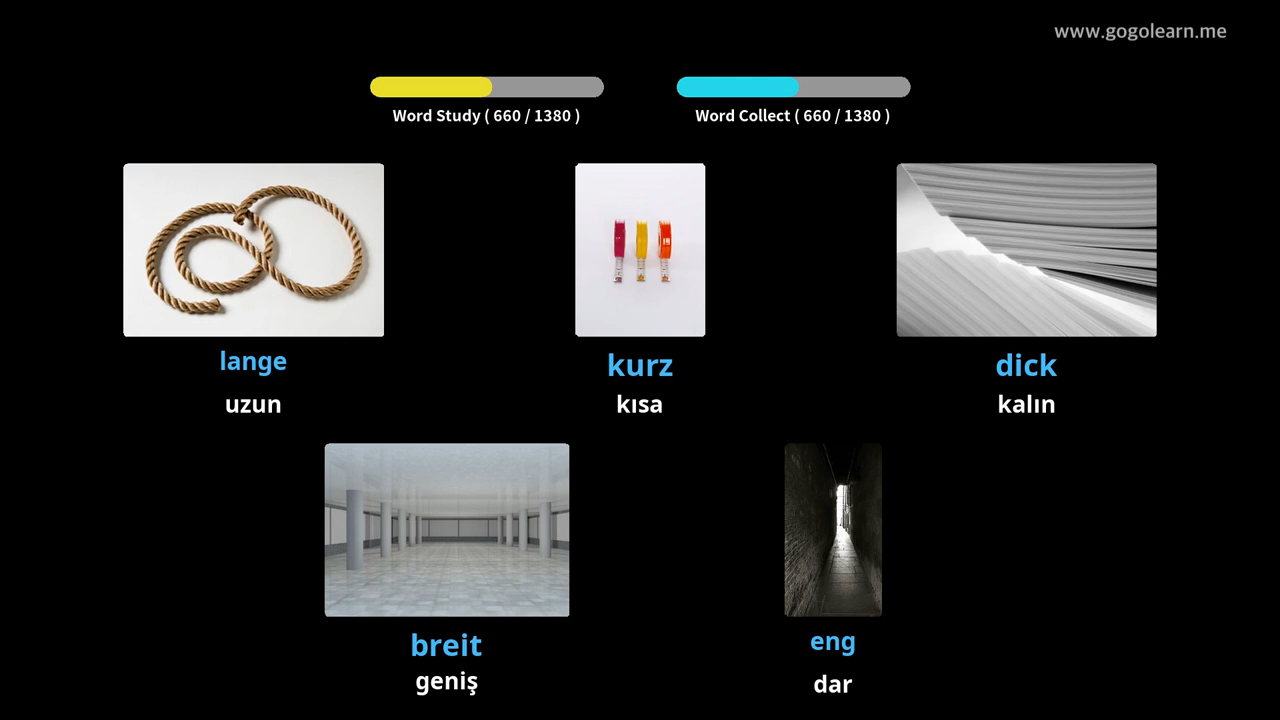 www.gogolearn.me
Word Study ( 660 / 1380 )
Word Collect ( 660 / 1380 )
lange
uzun
kurz
kısa
dick
kalın
breit
geniş
eng
dar